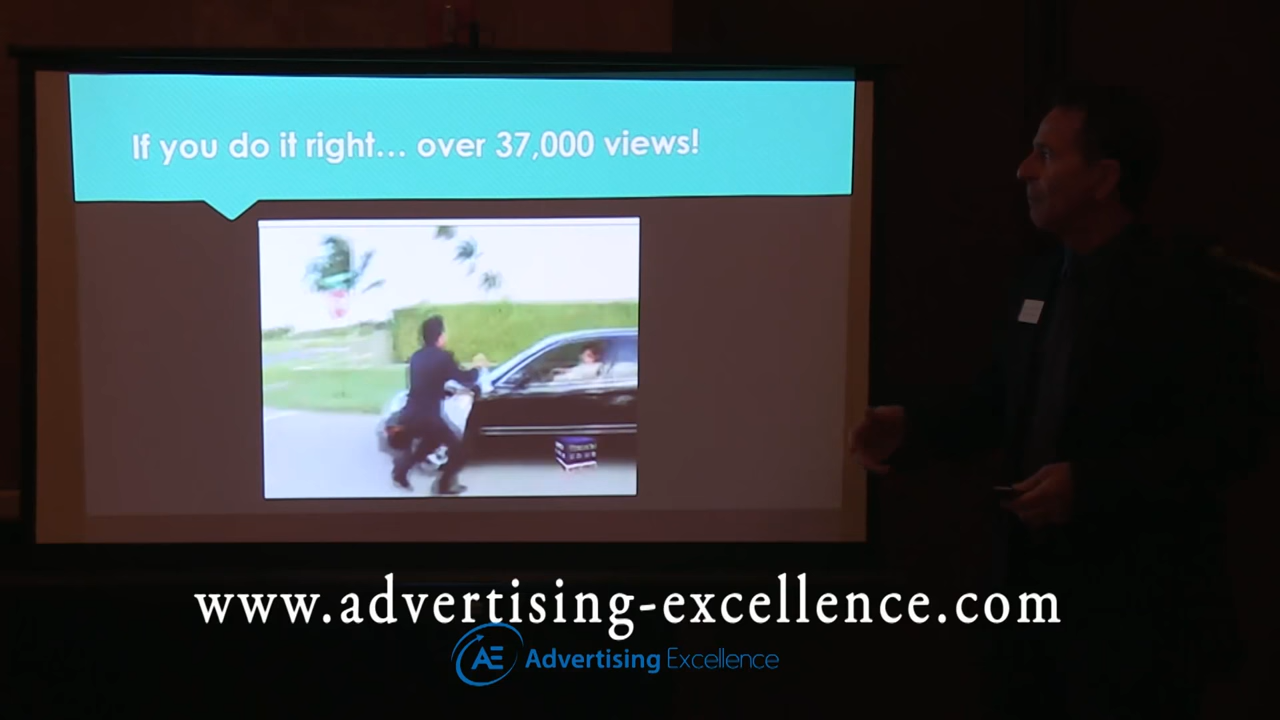 If you do it right... over 37,000 views!
www.advertising-excellence.com
AE Advertising Excellence